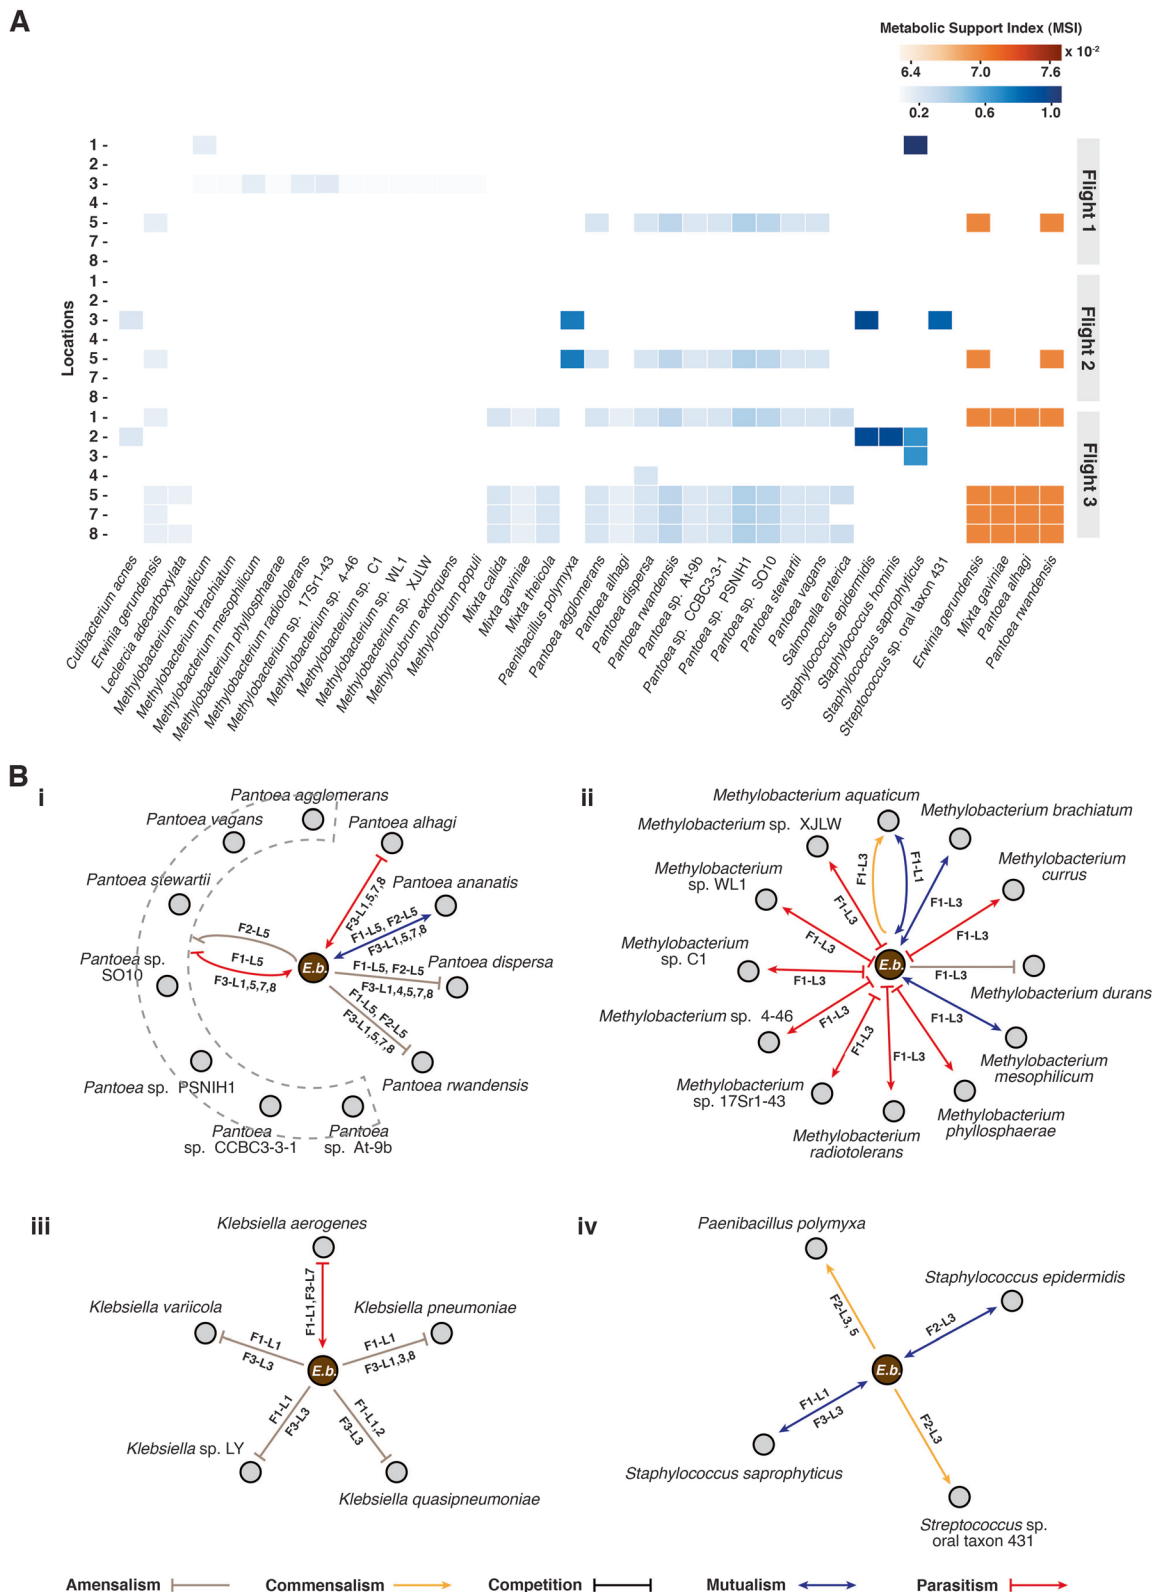 A
Metabolic Support Index (MSI)
x 10-2
6.4 7.0 7.6
0.2 0.6 1.0
Locations
1 -
2 -
3 -
4 -
5 -
7 -
8 -
Flight 1
1 -
2 -
3 -
4 -
5 -
7 -
8 -
Flight 2
1 -
2 -
3 -
4 -
5 -
7 -
8 -
Flight 3
Cutibacterium acnes
Erwinia gerundensis
Leclercia adecarboxylata
Methylobacterium aquaticum
Methylobacterium brachiatum
Methylobacterium mesophilicum
Methylobacterium phyllosphaerae
Methylobacterium radiotolerans
Methylobacterium sp. 17Sr1-43
Methylobacterium sp. 4-46
Methylobacterium sp. C1
Methylobacterium sp. WL1
Methylobacterium sp. XJLW
Methylorubrum extorquens
Methylorubrum populi
Mixta calida
Mixta gaviniae
Mixta theicola
Paenibacillus polymyxa
Pantoea agglomerans
Pantoea alhagi
Pantoea dispersa
Pantoea rwandensis
Pantoea sp. At-9b
Pantoea sp. CCBC3-3-1
Pantoea sp. PSNIH1
Pantoea sp. SO10
Pantoea stewartii
Pantoea vagans
Salmonella enterica
Staphylococcus epidermidis
Staphylococcus hominis
Staphylococcus saprophyticus
Streptococcus sp. oral taxon 431
Erwinia gerundensis
Mixta gaviniae
Pantoea alhagi
Pantoea rwandensis
B
i
Pantoea agglomerans
Pantoea vagans
Pantoea alhagi
Pantoea stewartii
Pantoea ananatis
Pantoea sp.
SO10
Pantoea dispersa
Pantoea sp. PSNIH1
Pantoea rwandensis
Pantoea
sp. CCBC3-3-1
Pantoea
sp. At-9b
E.b.
F3-L1,5,7,8
F1-L5, F2-L5
F3-L1,5,7,8
F1-L5, F2-L5
F3-L1,4,5,7,8
F1-L5, F2-L5
F3-L1,5,7,8
F2-L5
F1-L5
F3-L1,5,7,8
ii
Methylobacterium aquaticum
Methylobacterium brachiatum
Methylobacterium sp. XJLW
Methylobacterium
currus
Methylobacterium
sp. WL1
Methylobacterium
sp. C1
Methylobacterium durans
Methylobacterium sp. 4-46
Methylobacterium
mesophilicum
Methylobacterium
sp. 17Sr1-43
Methylobacterium
phyllosphaerae
Methylobacterium
radiotolerans
E.b.
F1-L3
F1-L1
F1-L3
F1-L3
F1-L3
F1-L3
F1-L3
F1-L3
F1-L3
F1-L3
F1-L3
F1-L3
iii
Klebsiella aerogenes
Klebsiella variicola
Klebsiella pneumoniae
Klebsiella sp. LY
Klebsiella quasipneumoniae
E.b.
F1-L1,F3-L7
F1-L1
F3-L3
F1-L1
F3-L1,3,8
F1-L1
F3-L3
F1-L1,2
F3-L3
iv
Paenibacillus polymyxa
Staphylococcus epidermidis
Staphylococcus saprophyticus
Streptococcus sp.
oral taxon 431
E.b.
F2-L3, 5
F2-L3
F1-L1
F3-L3
F2-L3
Amensalism Commensalism Competition Mutualism Parasitism